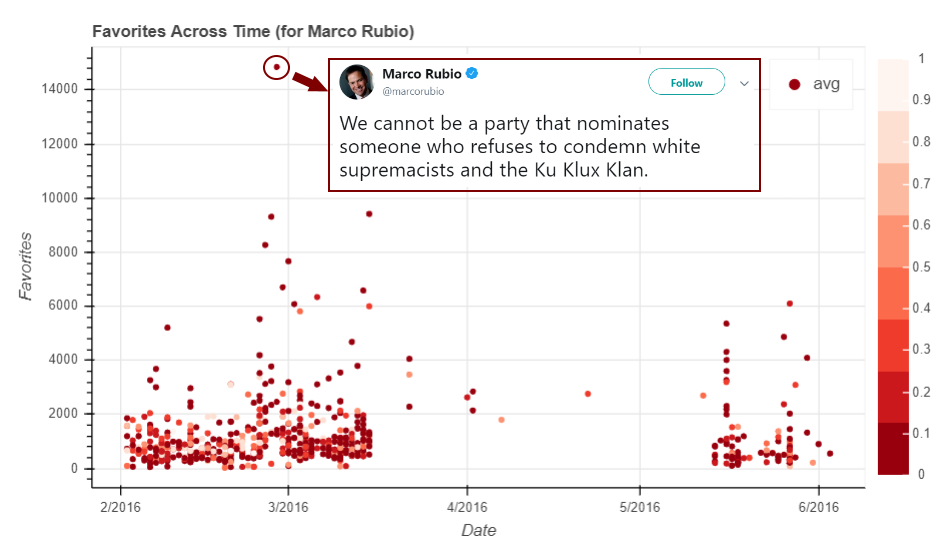 Favorites Across Time (for Marco Rubio)
Marco Rubio
@marcorubio
Follow
We cannot be a party that nominates
someone who refuses to condemn white
supremacists and the Ku Klux Klan.
avg
Favorites
14000
12000
10000
8000
6000
4000
2000
0
2/2016 3/2016 4/2016 5/2016 6/2016
Date
1
0.9
0.8
0.7
0.6
0.5
0.4
0.3
0.2
0.1
0